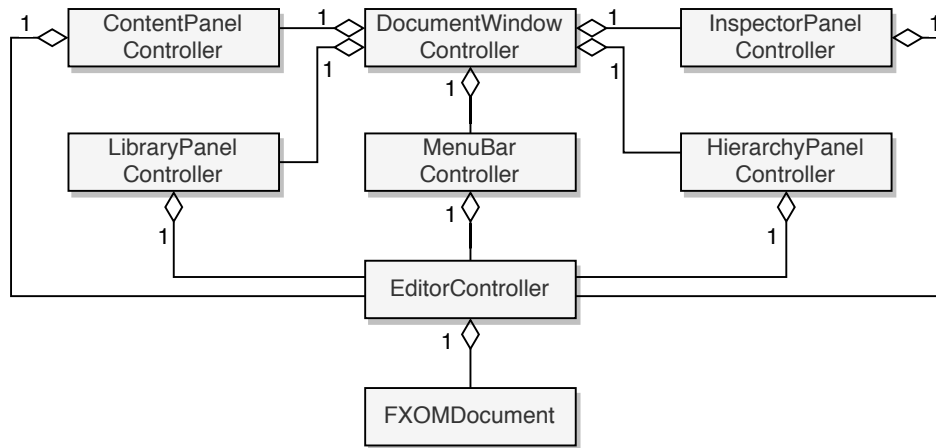 ContentPanel
Controller
DocumentWindow
Controller
InspectorPanel
Controller
1
1
1
1
1
1
1
LibraryPanel
Controller
MenuBar
Controller
HierarchyPanel
Controller
1
1
1
EditorController
1
FXOMDocument